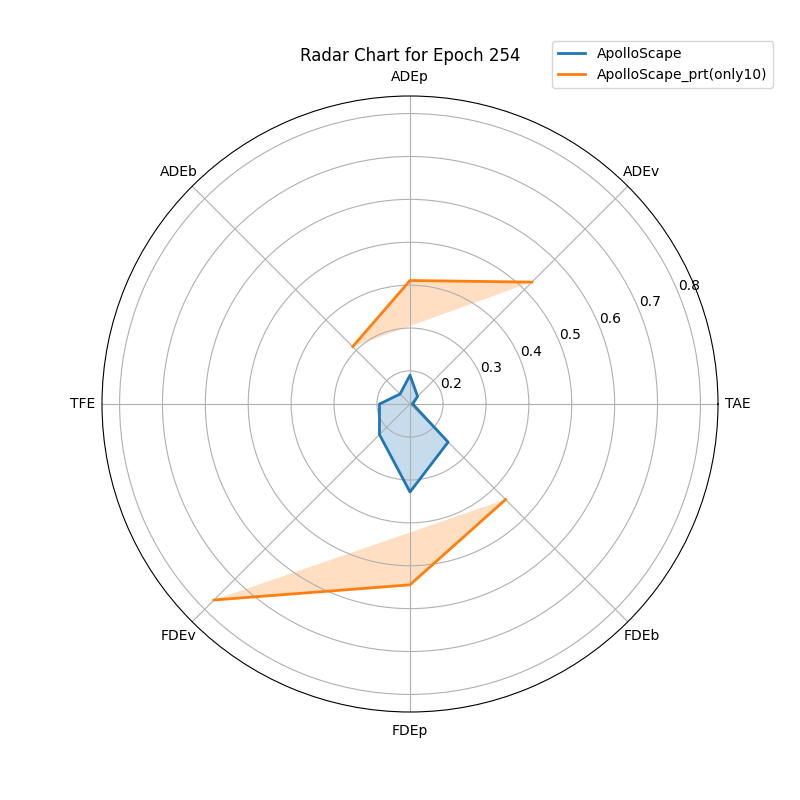 Radar Chart for Epoch 254
ApolloScape
ApolloScape_prt(only10)
ADEp
ADEb
ADEv
0.8
0.7
0.6
0.5
0.4
0.3
0.2
TFE
TAE
FDEv
FDEb
FDEp